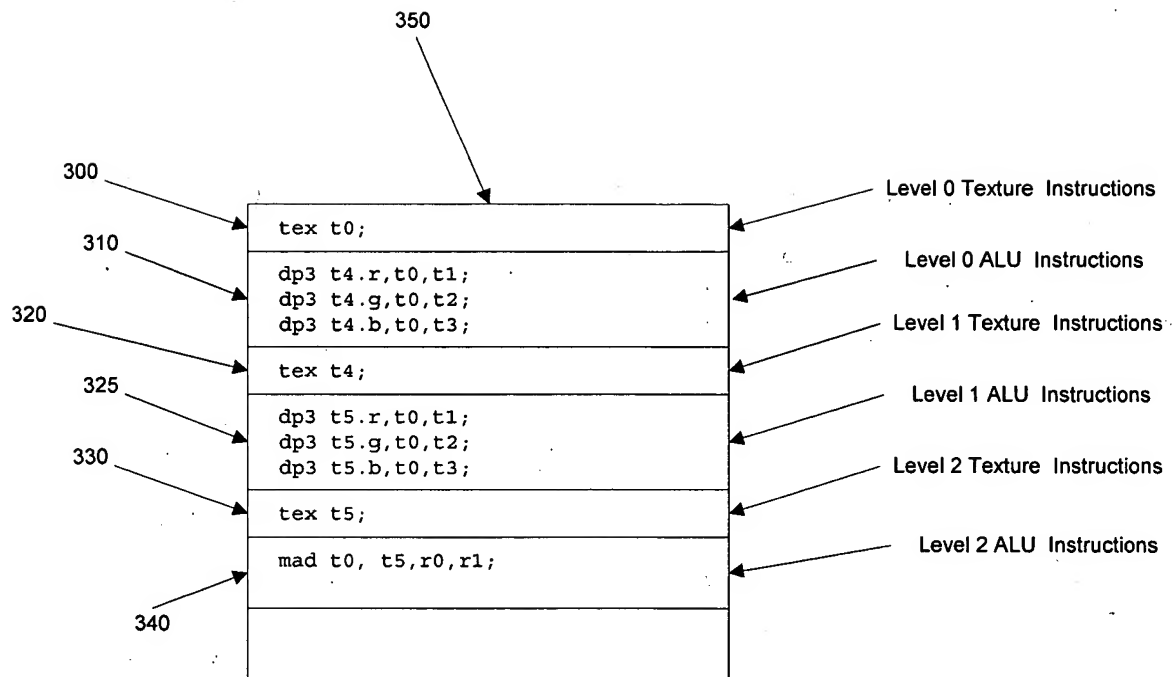 350
300
Level 0 Texture Instructions
tex t0;
310
Level 0 ALU Instructions
dp3 t4.r,t0,t1;
dp3 t4.g,t0,t2;
dp3 t4.b,t0,t3;
320
Level 1 Texture Instructions
tex t4;
325
Level 1 ALU Instructions
dp3 t5.r,t0,t1;
dp3 t5.g,t0,t2;
dp3 t5.b,t0,t3;
330
Level 2 Texture Instructions
tex t5;
Level 2 ALU Instructions
mad t0, t5,r0,r1;
340